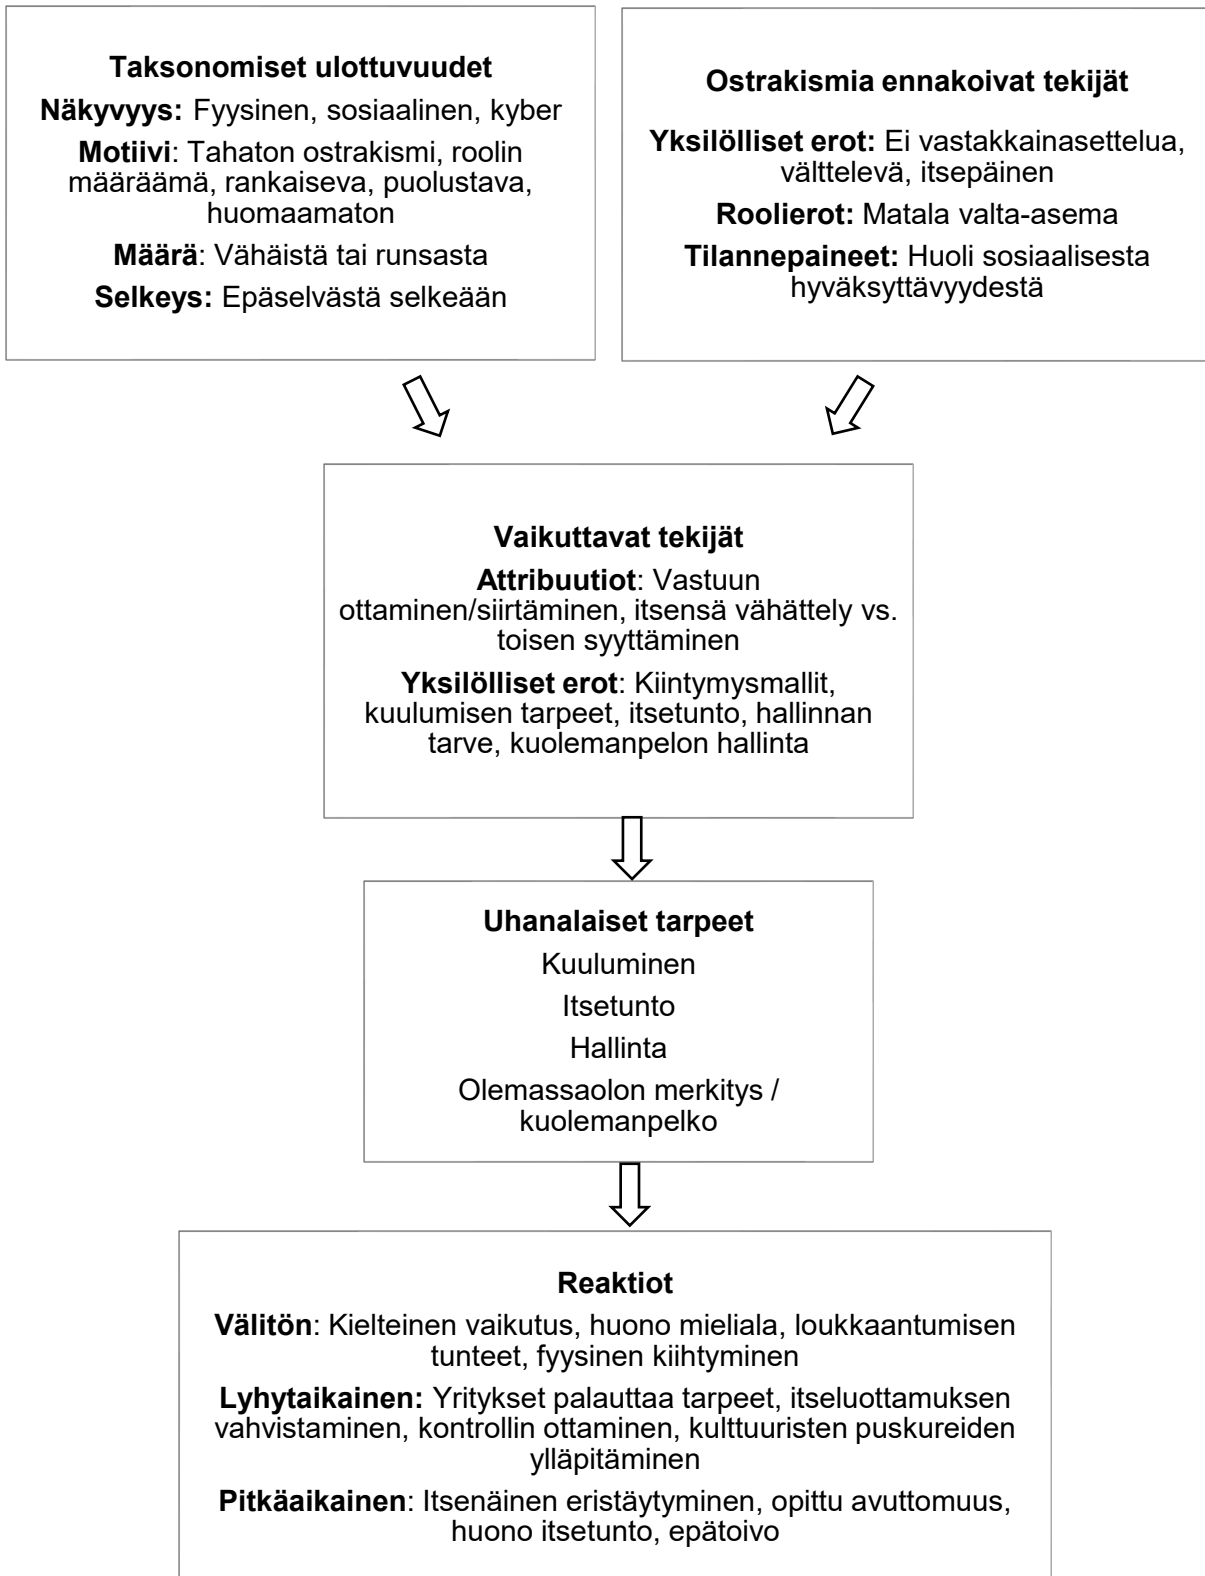 Taksonomiset ulottuvuudet
Näkyvyys: Fyysinen, sosiaalinen, kyber
Motiivi: Tahaton ostrakismi, roolin
määräämä, rankaiseva, puolustava,
huomaamaton
Määrä: Vähäistä tai runsasta
Selkeys: Epäselvästä selkeään
Ostrakismia ennakoivat tekijät
Yksilölliset erot: Ei vastakkainasettelua,
välttelevä, itsepäinen
Roolierot: Matala valta-asema
Tilannepaineet: Huoli sosiaalisesta
hyväksyttävyydestä
Vaikuttavat tekijät
Attribuutiot: Vastuun
ottaminen/siirtäminen, itsensä vähättely vs.
toisen syyttäminen
Yksilölliset erot: Kiintymysmallit,
kuulumisen tarpeet, itsetunto, hallinnan
tarve, kuolemanpelon hallinta
Uhanalaiset tarpeet
Kuuluminen
Itsetunto
Hallinta
Olemassaolon merkitys /
kuolemanpelko
Reaktiot
Välitön: Kielteinen vaikutus, huono mieliala, loukkaantumisen
tunteet, fyysinen kiihtyminen
Lyhytaikainen: Yritykset palauttaa tarpeet, itseluottamuksen
vahvistaminen, kontrollin ottaminen, kulttuuristen puskureiden
ylläpitäminen
Pitkäaikainen: Itsenäinen eristäytyminen, opittu avuttomuus,
huono itsetunto, epätoivo